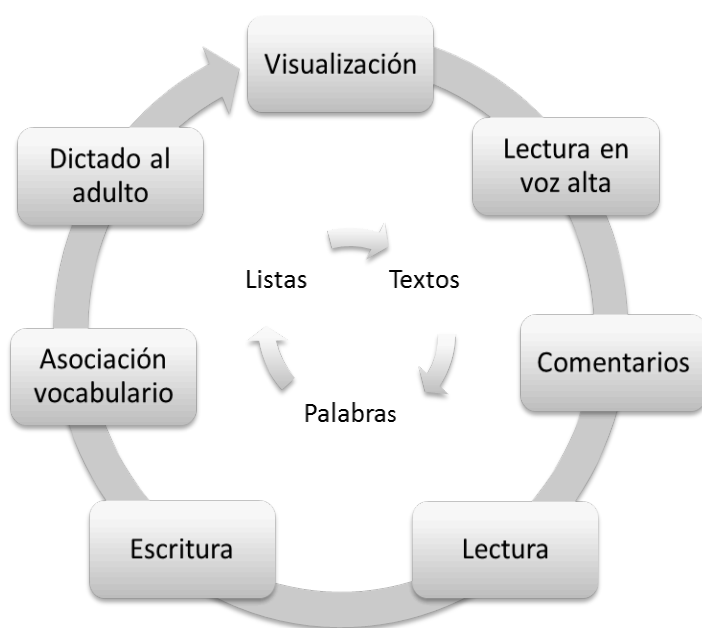 Visualización
Lectura en
voz alta
Comentarios
Lectura
Escritura
Asociación
vocabulario
Dictado al
adulto
Listas
Textos
Palabras